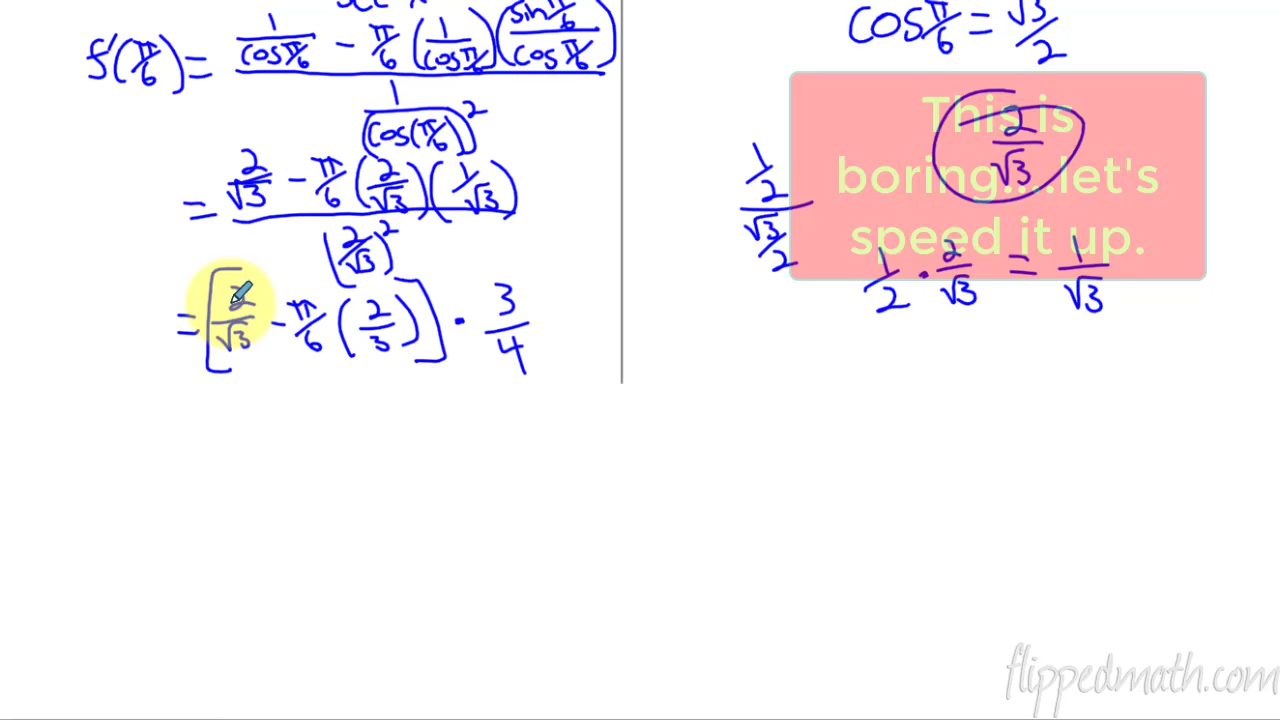 sec x
f'(π/6) = (1/cos π/6 − π/6 (1/cos π/6)(sin π/6 / cos π/6)) / (1/cos(π/6))²
= (2/√3 − π/6 (2/√3)(1/√3)) / (2/√3)²
= [2/√3 − π/6 (2/3)] · 3/4
cos π/6 = √3/2
This is
boring....let's
speed it up.
2/√3
(1/2)/(√3/2)
1/2 · 2/√3 = 1/√3
flippedmath.com